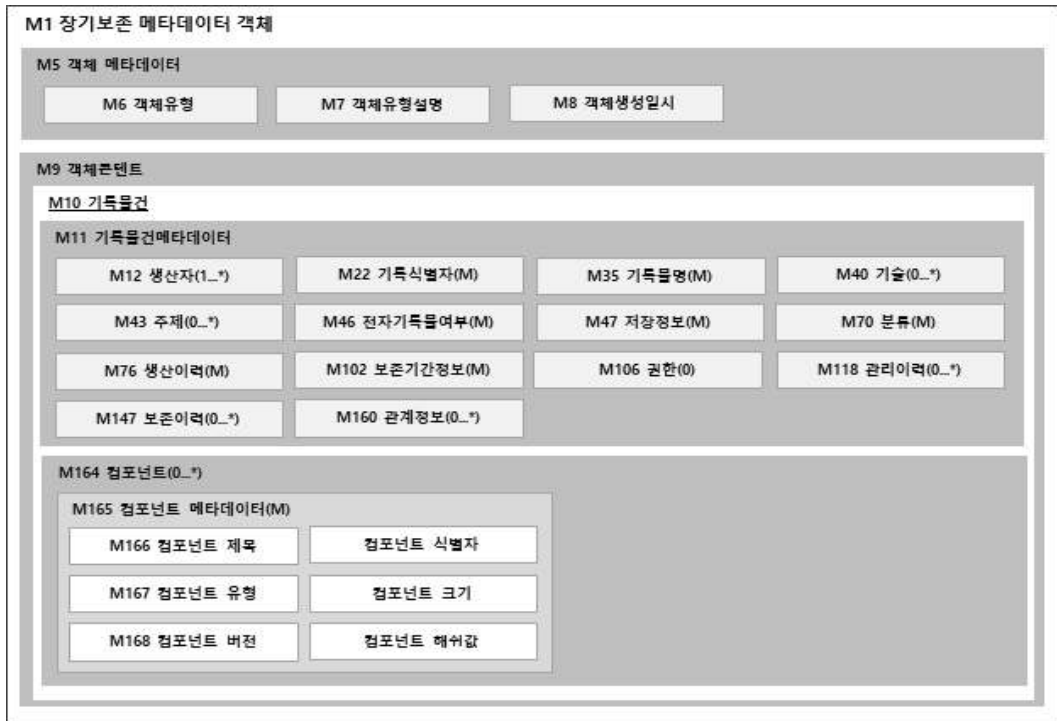 M1 장기보존 메타데이터 객체
M5 객체 메타데이터
M6 객체유형 M7 객체유형설명 M8 객체생성일시
M9 객체콘텐트
M10 기록물건
M11 기록물건메타데이터
M12 생산자(1...*) M22 기록식별자(M) M35 기록물명(M) M40 기술(0...*)
M43 주제(0...*) M46 전자기록물여부(M) M47 저장정보(M) M70 분류(M)
M76 생산이력(M) M102 보존기간정보(M) M106 권한(0) M118 관리이력(0...*)
M147 보존이력(0...*) M160 관계정보(0...*)
M164 컴포넌트(0...*)
M165 컴포넌트 메타데이터(M)
M166 컴포넌트 제목 컴포넌트 식별자
M167 컴포넌트 유형 컴포넌트 크기
M168 컴포넌트 버전 컴포넌트 해쉬값